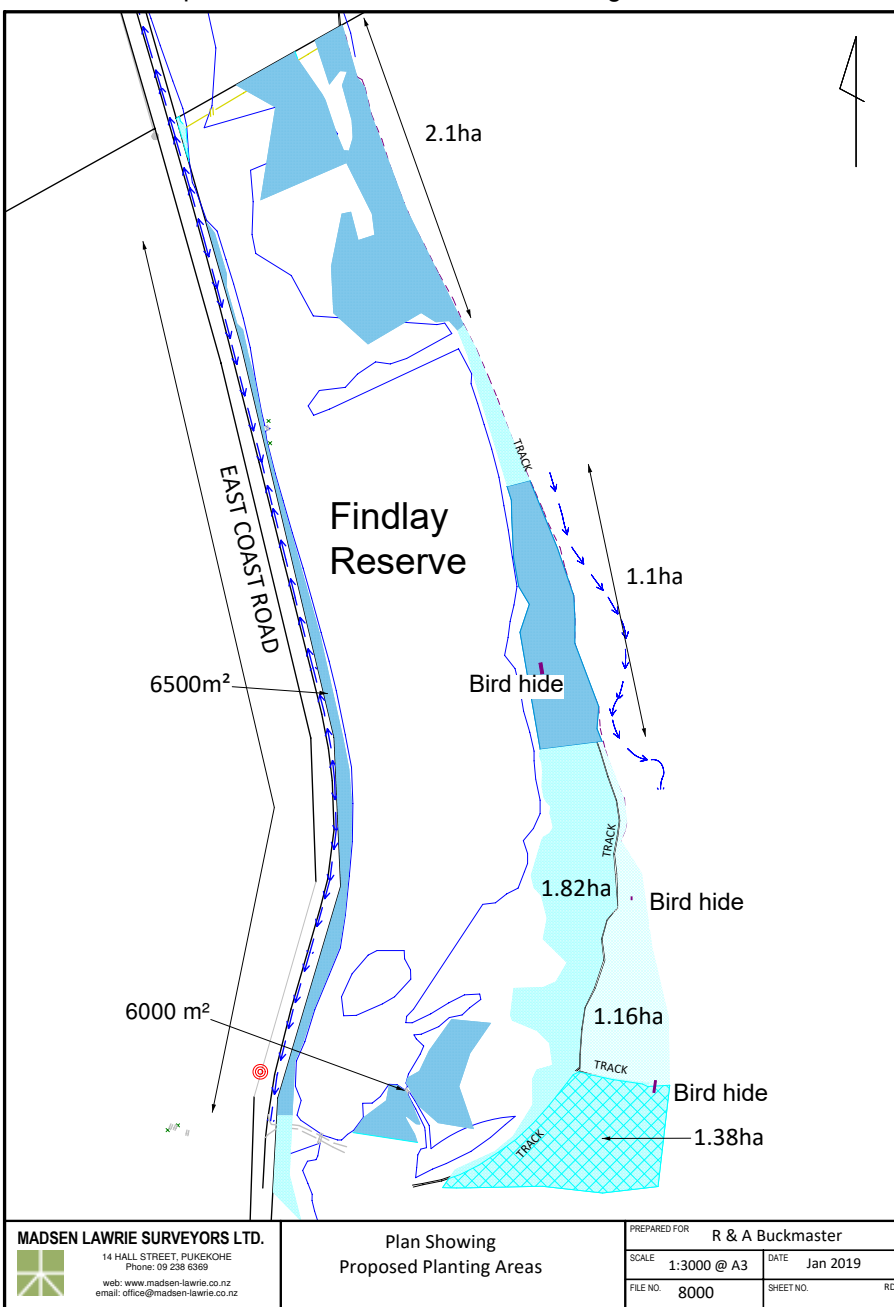 2.1ha
TRACK
EAST COAST ROAD
Findlay
Reserve
1.1ha
6500m²
Bird hide
TRACK
1.82ha
Bird hide
6000 m²
1.16ha
TRACK
Bird hide
1.38ha
TRACK
MADSEN LAWRIE SURVEYORS LTD.
14 HALL STREET, PUKEKOHE
Phone: 09 238 6369
web: www.madsen-lawrie.co.nz
email: office@madsen-lawrie.co.nz
Plan Showing
Proposed Planting Areas
PREPARED FOR R & A Buckmaster
SCALE 1:3000 @ A3 DATE Jan 2019
FILE NO. 8000 SHEET NO.